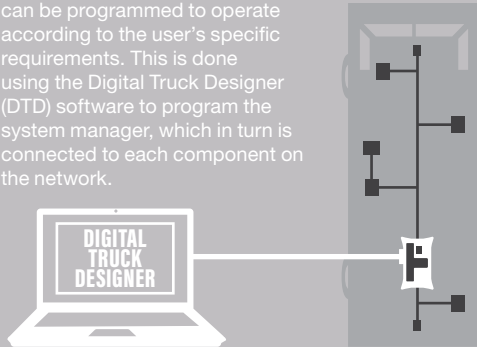 can be programmed to operate
according to the user's specific
requirements. This is done
using the Digital Truck Designer
(DTD) software to program the
system manager, which in turn is
connected to each component on
the network.
DIGITAL
TRUCK
DESIGNER